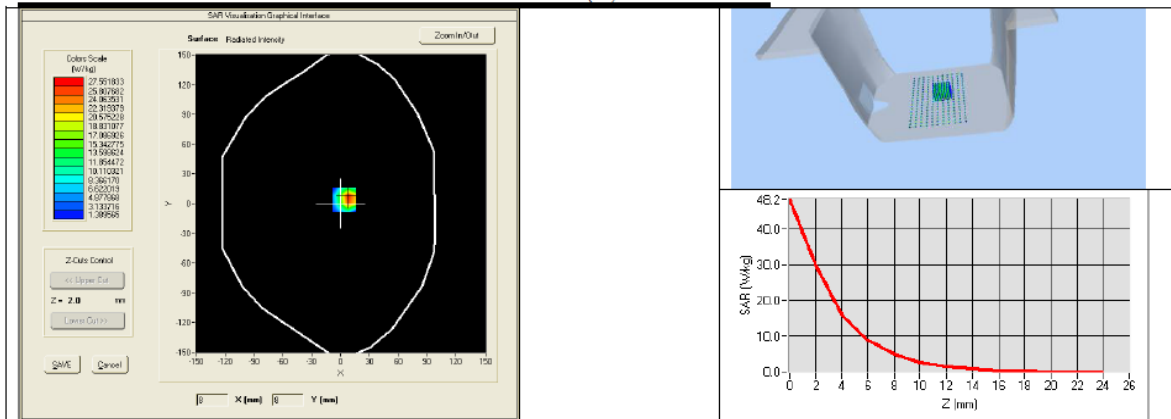 SAR Visualisation Graphical Interface
Surface Radiated Intensity
Zoom In/Out
Colors Scale
(W/kg)
27.551833
25.807682
24.063531
22.319379
20.575228
18.831077
17.086926
15.342775
13.598624
11.854472
10.110321
8.366170
6.622019
4.877868
3.133716
1.389565
Z-Cuts Control
<< Upper Cut
Z = 2.0 mm
Lower Cut >>
SAVE
Cancel
150
120
90
60
30
0
-30
-60
-90
-120
-150
Y
-150 -120 -90 -60 -30 0 30 60 90 120 150
X
8 X (mm) 8 Y (mm)
48.2
40.0
30.0
20.0
10.0
0.0
SAR (W/kg)
0 2 4 6 8 10 12 14 16 18 20 22 24 26
Z (mm)